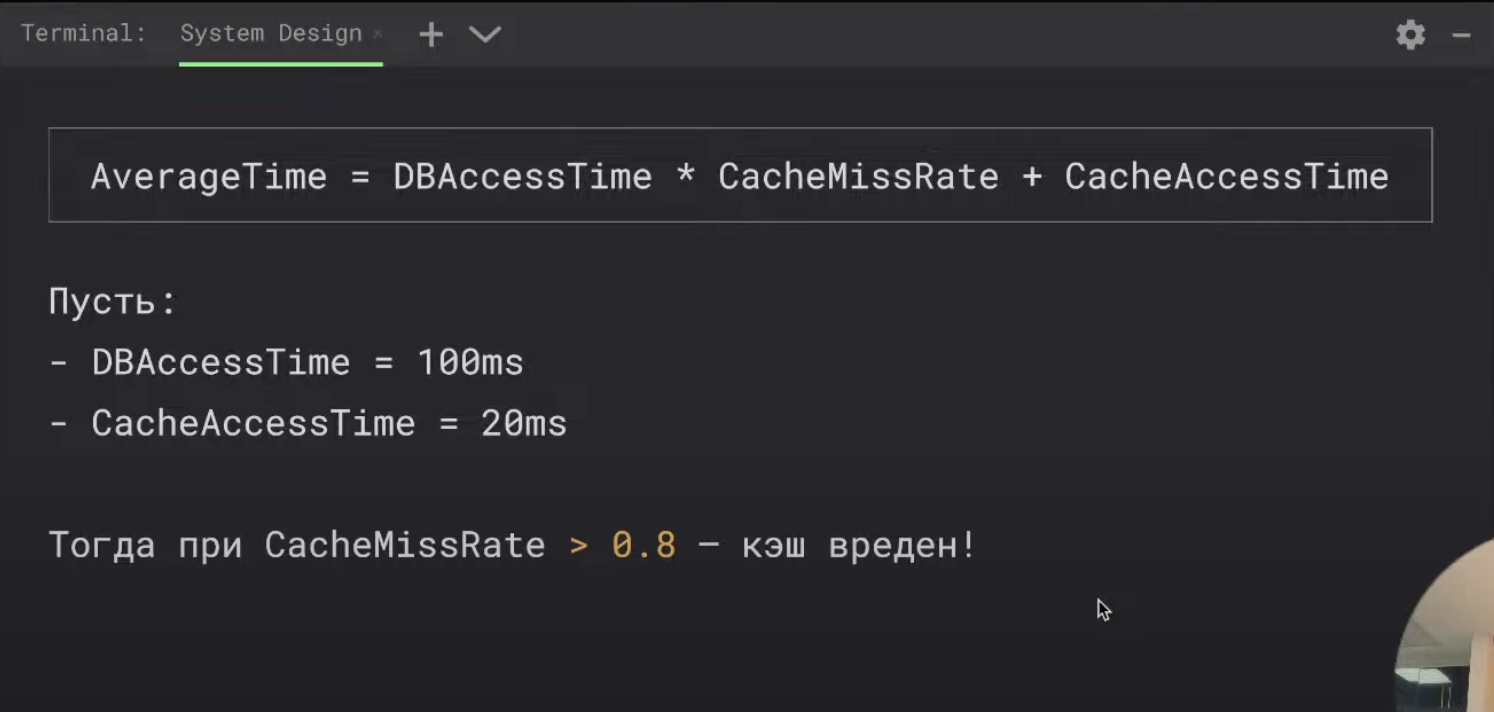 Terminal: System Design × + 
AverageTime = DBAccessTime * CacheMissRate + CacheAccessTime
Пусть:
- DBAccessTime = 100ms
- CacheAccessTime = 20ms
Тогда при CacheMissRate > 0.8 — кэш вреден!